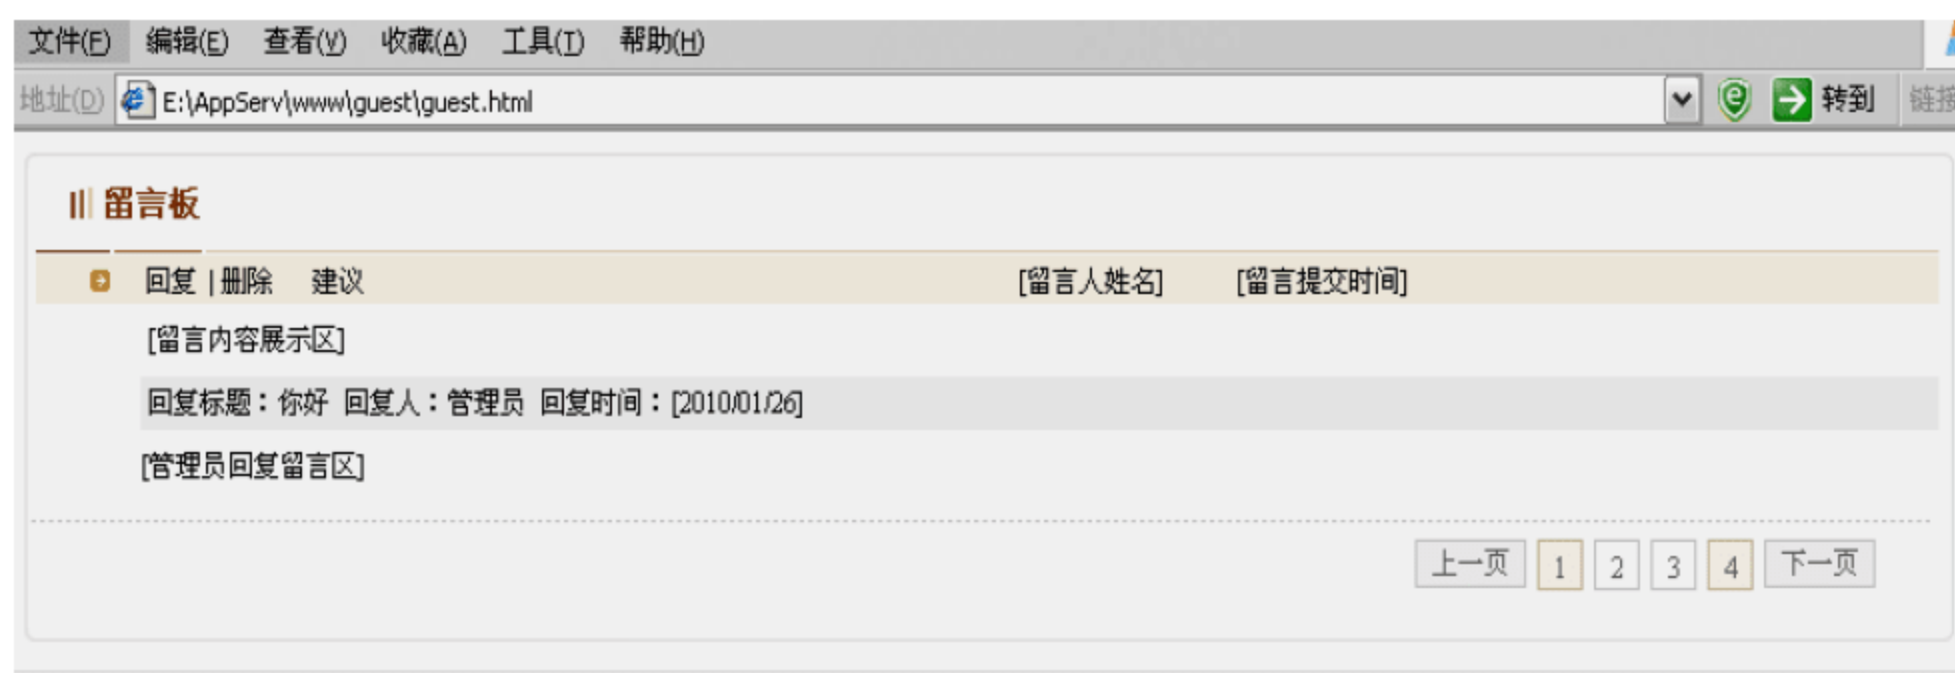 文件(F) 编辑(E) 查看(V) 收藏(A) 工具(T) 帮助(H)
地址(D) E:\AppServ\www\guest\guest.html 转到 链接
留言板
回复 | 删除 建议 [留言人姓名] [留言提交时间]
[留言内容展示区]
回复标题：你好 回复人：管理员 回复时间：[2010/01/26]
[管理员回复留言区]
上一页 1 2 3 4 下一页